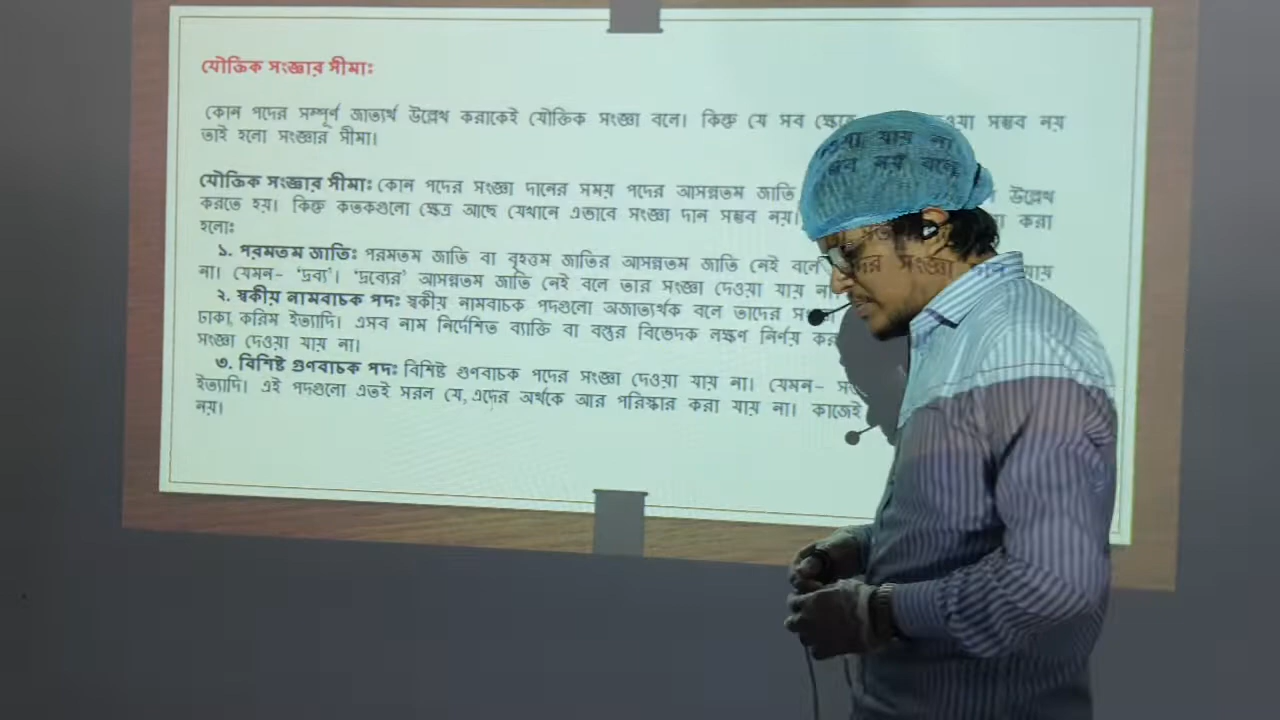 যৌক্তিক সংজ্ঞার সীমাঃ
কোন পদের সম্পূর্ণ জাত্যর্থ উল্লেখ করাকেই যৌক্তিক সংজ্ঞা বলে। কিন্তু যে সব ক্ষেত্রে ওয়া সম্ভব নয়
তাই হলো সংজ্ঞার সীমা।
যৌক্তিক সংজ্ঞার সীমাঃ কোন পদের সংজ্ঞা দানের সময় পদের আসন্নতম জাতি উল্লেখ
করতে হয়। কিন্তু কতকগুলো ক্ষেত্র আছে যেখানে এভাবে সংজ্ঞা দান সম্ভব নয়। করা
হলোঃ
১. পরমতম জাতিঃ পরমতম জাতি বা বৃহত্তম জাতির আসন্নতম জাতি নেই বলে দের সংজ্ঞা দান যায়
না। যেমন- ‘দ্রব্য’। ‘দ্রব্যের’ আসন্নতম জাতি নেই বলে তার সংজ্ঞা দেওয়া যায় না। ওয়া যায় না
২. স্বকীয় নামবাচক পদঃ স্বকীয় নামবাচক পদগুলো অজাত্যর্থক বলে তাদের নয় বলে
ঢাকা, করিম ইত্যাদি। এসব নাম নির্দেশিত ব্যাক্তি বা বস্তুর বিভেদক লক্ষণ নির্ণয়
সংজ্ঞা দেওয়া যায় না।
৩. বিশিষ্ট গুণবাচক পদঃ বিশিষ্ট গুণবাচক পদের সংজ্ঞা দেওয়া যায় না। যেমন-
ইত্যাদি। এই পদগুলো এতই সরল যে, এদের অর্থকে আর পরিস্কার করা যায় না। কাজেই
নয়।